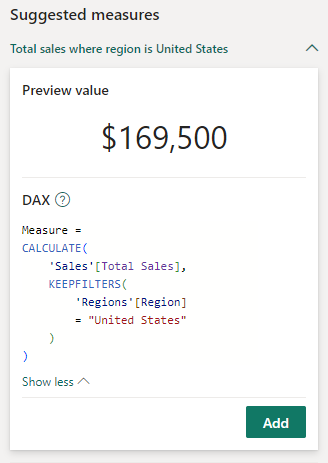 Suggested measures
Total sales where region is United States
Preview value
$169,500
DAX ?
Measure =
CALCULATE(
    'Sales'[Total Sales],
    KEEPFILTERS(
        'Regions'[Region]
        = "United States"
    )
)
Show less
Add